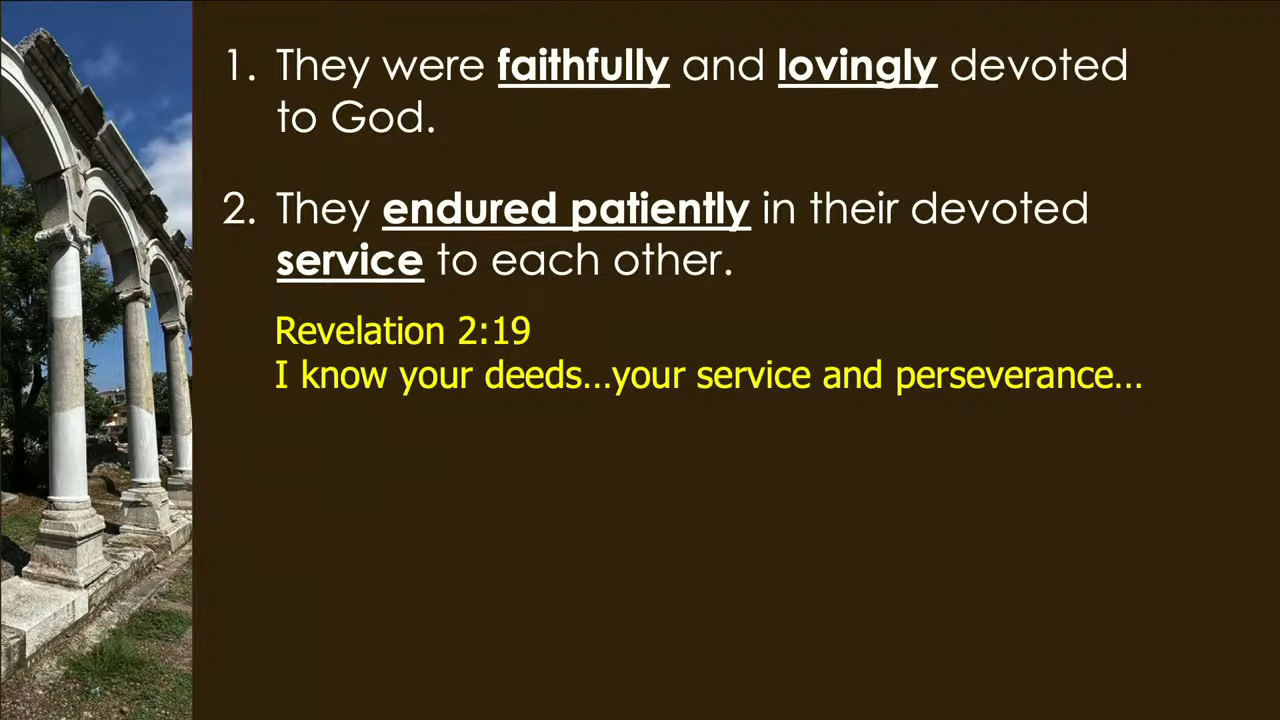 1. They were faithfully and lovingly devoted
to God.
2. They endured patiently in their devoted
service to each other.
Revelation 2:19
I know your deeds...your service and perseverance...